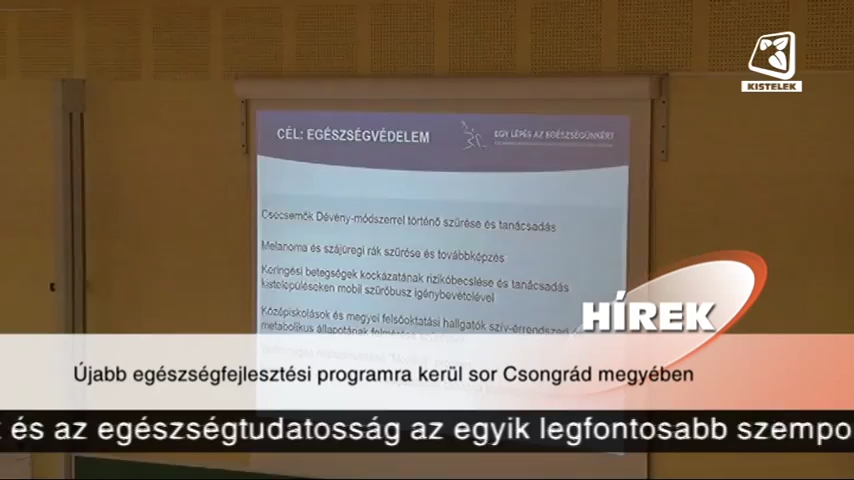 KISTELEK
CÉL: EGÉSZSÉGVÉDELEM
EGY LÉPÉS AZ EGÉSZSÉGÜNKÉRT
Csecsemők Dévény-módszerrel történő szűrése és tanácsadás
Melanoma és szájüregi rák szűrése és továbbképzés
Keringési betegségek kockázatának rizikóbecslése és tanácsadás
kistelepüléseken mobil szűrőbusz igénybevételével
Középiskolások és megyei felsőoktatási hallgatók szív-érrendszeri
metabolikus állapotának felmérése
HÍREK
Újabb egészségfejlesztési programra kerül sor Csongrád megyében
és az egészségtudatosság az egyik legfontosabb szempo